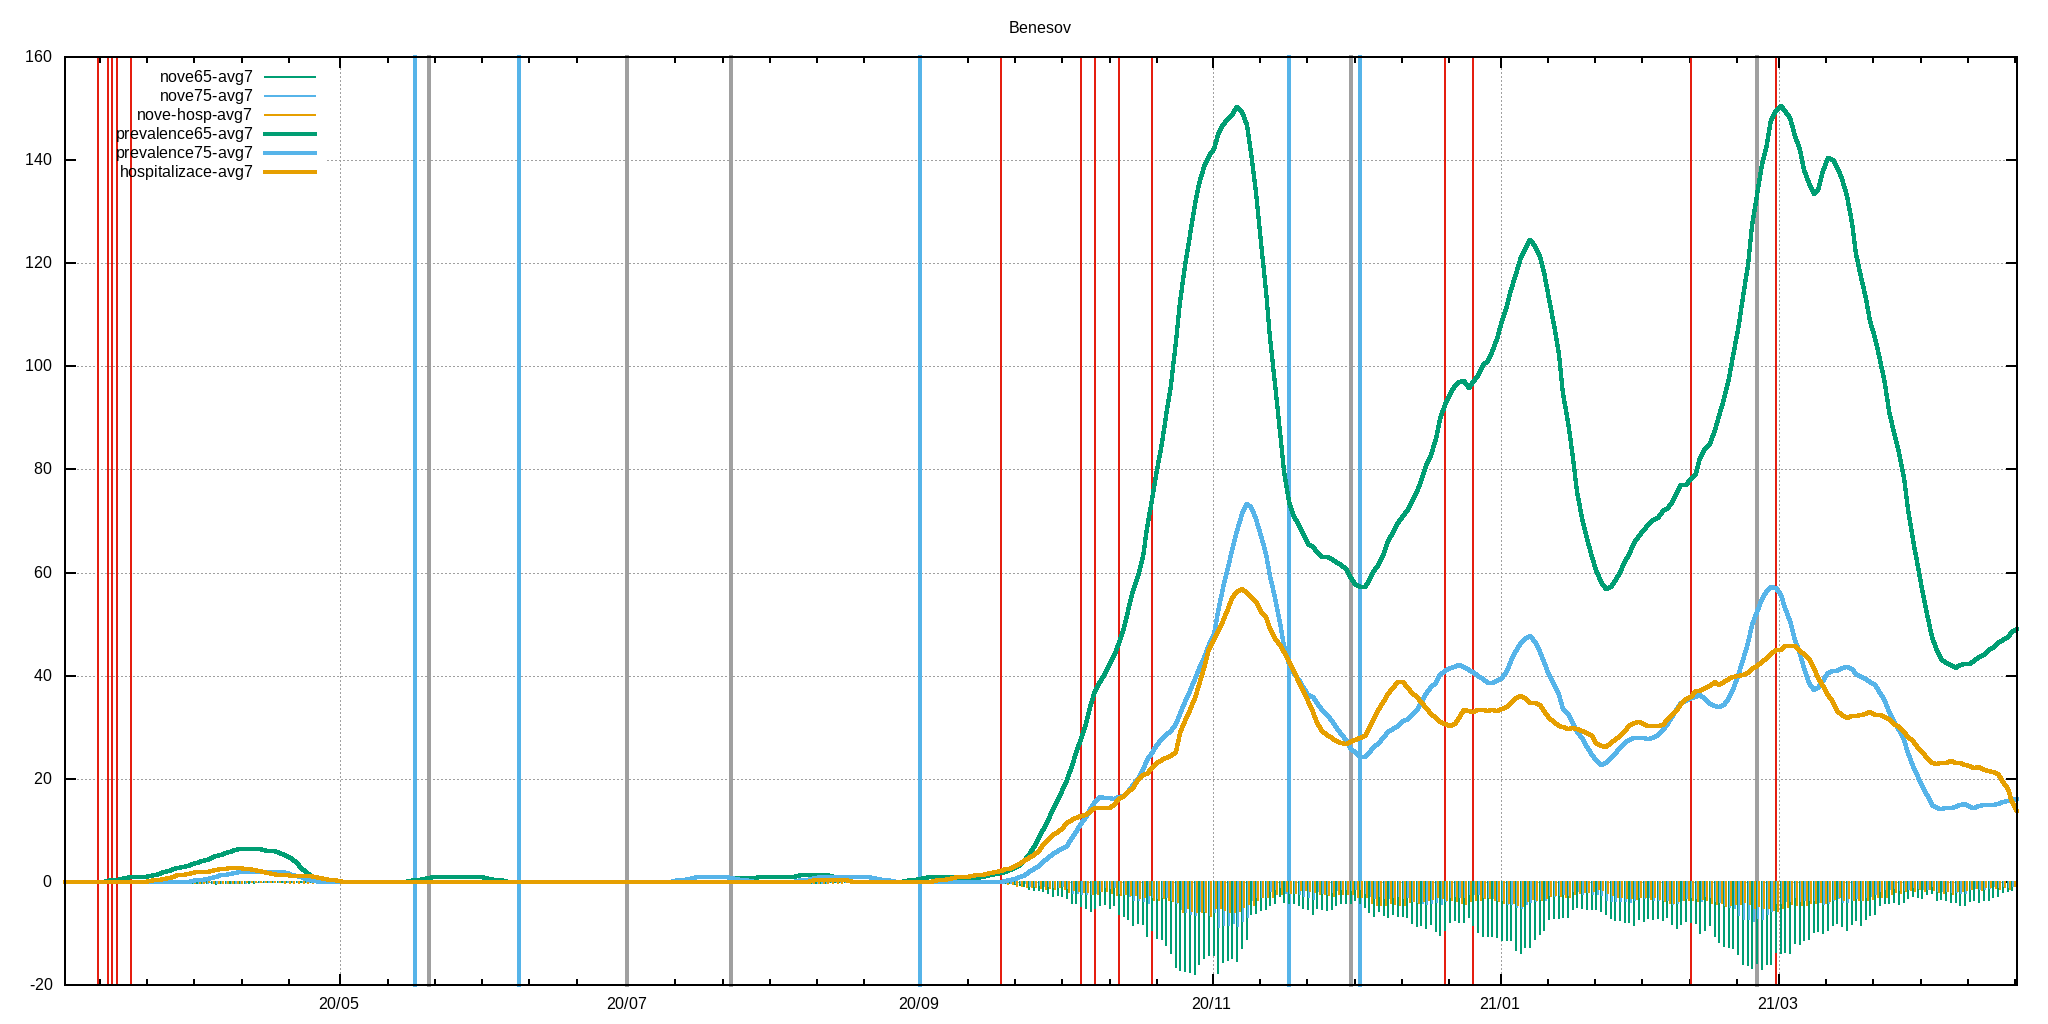 Benesov
160
nove65-avg7
nove75-avg7
nove-hosp-avg7
prevalence65-avg7
prevalence75-avg7
hospitalizace-avg7
140
120
100
80
60
40
20
0
-20
20/05 20/07 20/09 20/11 21/01 21/03